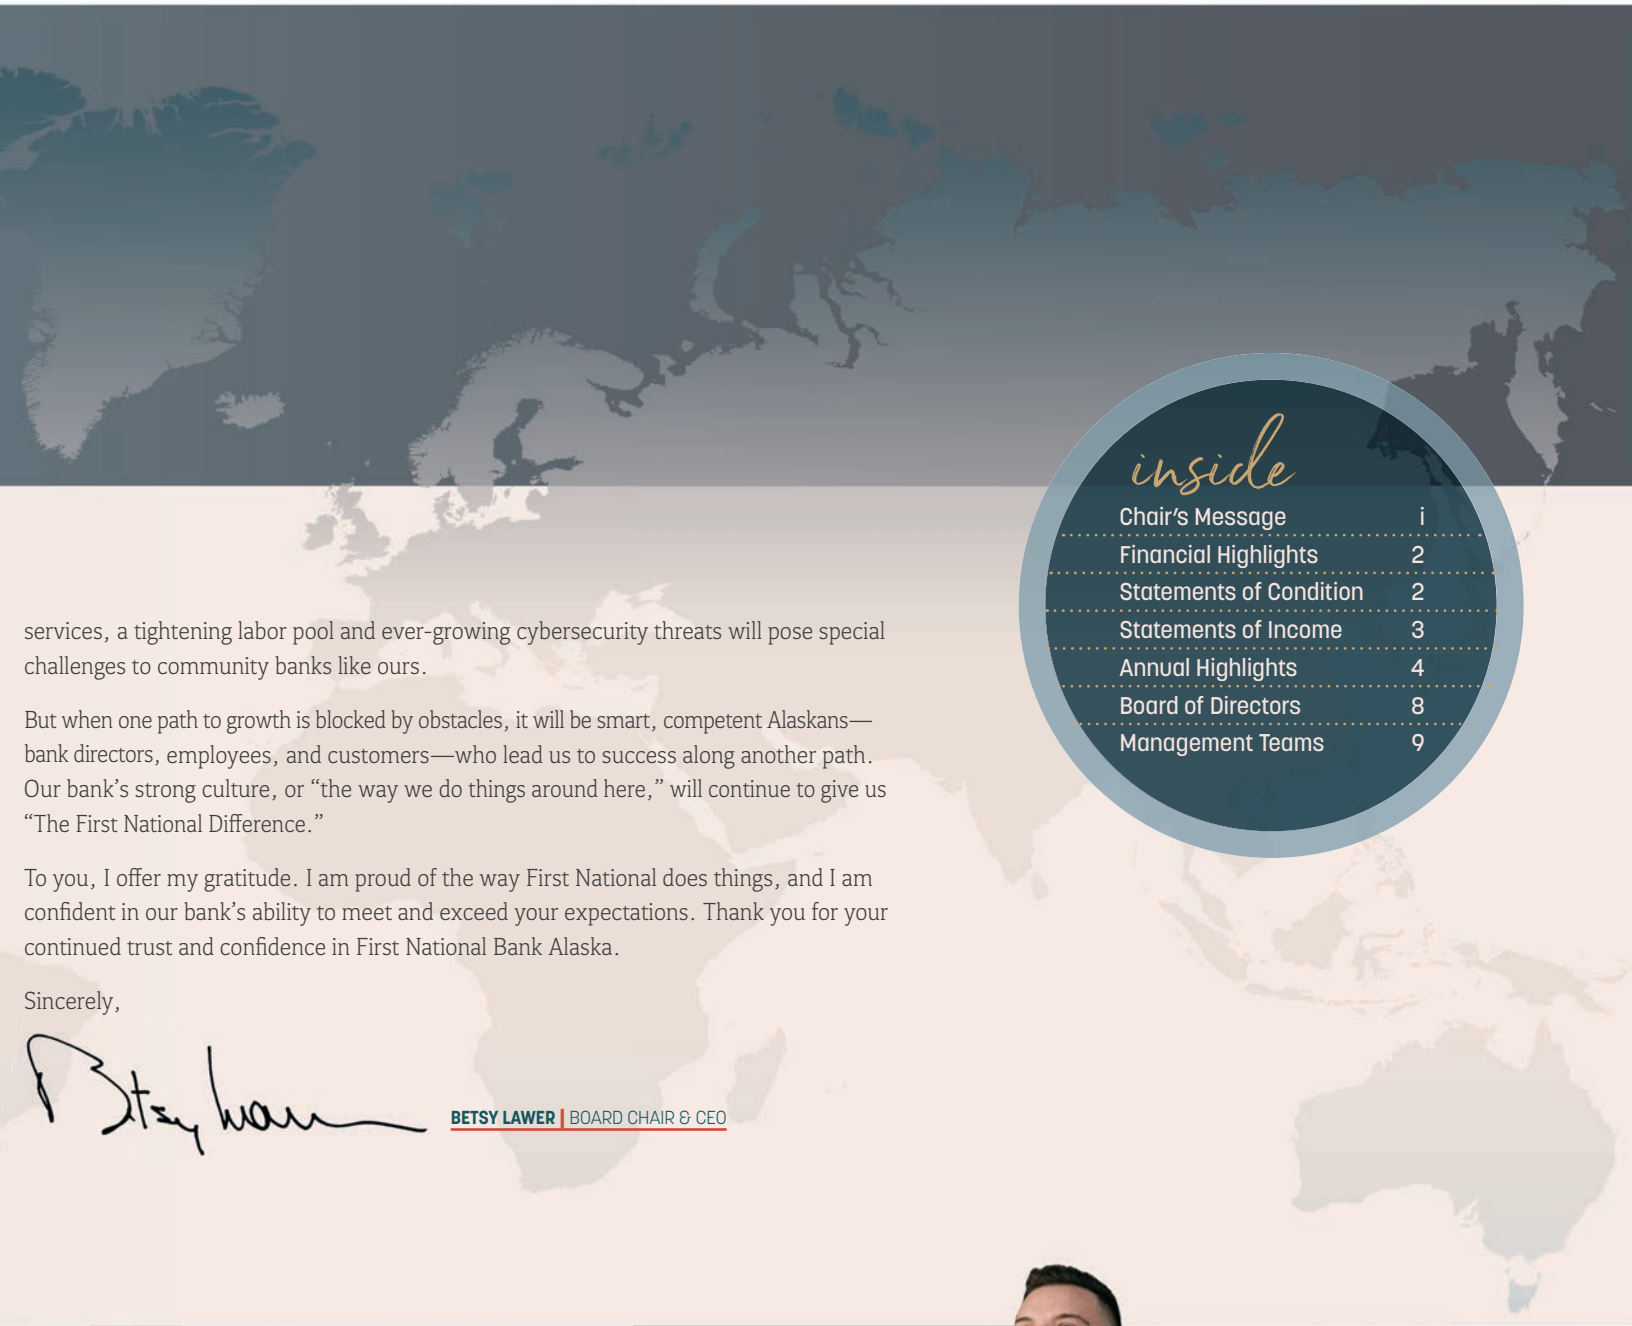 services, a tightening labor pool and ever-growing cybersecurity threats will pose special
challenges to community banks like ours.
But when one path to growth is blocked by obstacles, it will be smart, competent Alaskans—
bank directors, employees, and customers—who lead us to success along another path.
Our bank’s strong culture, or “the way we do things around here,” will continue to give us
“The First National Difference.”
To you, I offer my gratitude. I am proud of the way First National does things, and I am
confident in our bank’s ability to meet and exceed your expectations. Thank you for your
continued trust and confidence in First National Bank Alaska.
Sincerely,
Betsy Lawer
BETSY LAWER | BOARD CHAIR & CEO
inside
Chair’s Message i
Financial Highlights 2
Statements of Condition 2
Statements of Income 3
Annual Highlights 4
Board of Directors 8
Management Teams 9